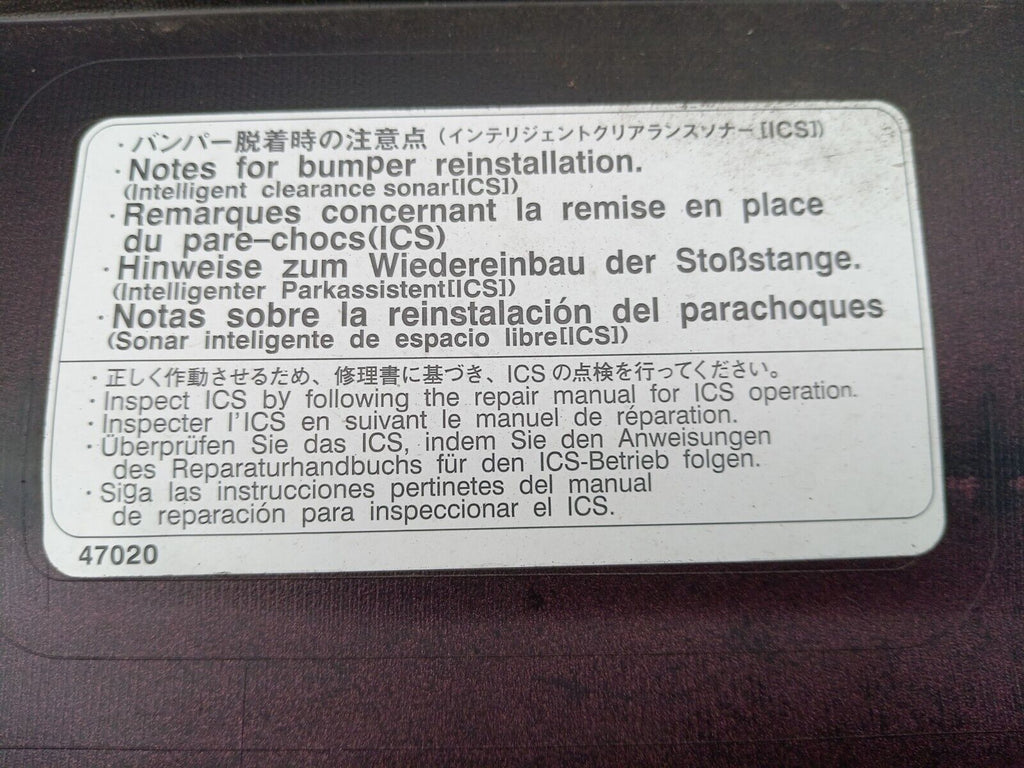 ・バンパー脱着時の注意点(インテリジェントクリアランスソナー[ICS])
・Notes for bumper reinstallation.
(Intelligent clearance sonar[ICS])
・Remarques concernant la remise en place
du pare-chocs(ICS)
・Hinweise zum Wiedereinbau der Stoßstange.
(Intelligenter Parkassistent[ICS])
・Notas sobre la reinstalación del parachoques
(Sonar inteligente de espacio libre[ICS])
・正しく作動させるため、修理書に基づき、ICSの点検を行ってください。
・Inspect ICS by following the repair manual for ICS operation.
・Inspecter l'ICS en suivant le manuel de réparation.
・Überprüfen Sie das ICS, indem Sie den Anweisungen
des Reparaturhandbuchs für den ICS-Betrieb folgen.
・Siga las instrucciones pertinetes del manual
de reparación para inspeccionar el ICS.
47020